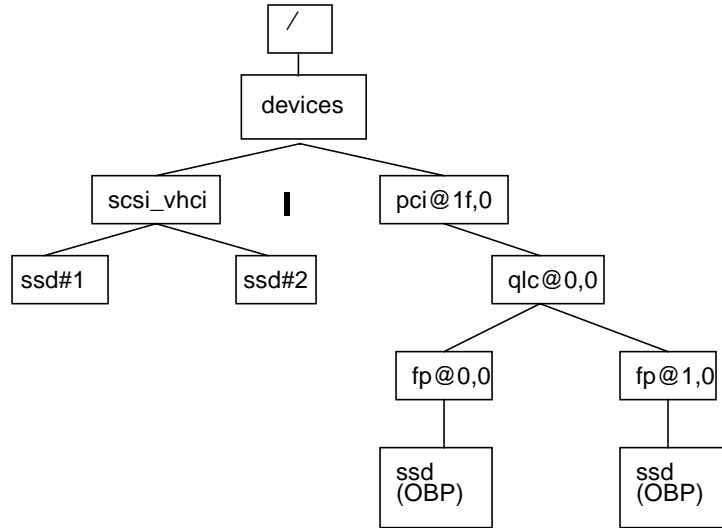 /
devices
scsi_vhci
pci@1f,0
ssd#1
ssd#2
qlc@0,0
fp@0,0
fp@1,0
ssd
(OBP)
ssd
(OBP)